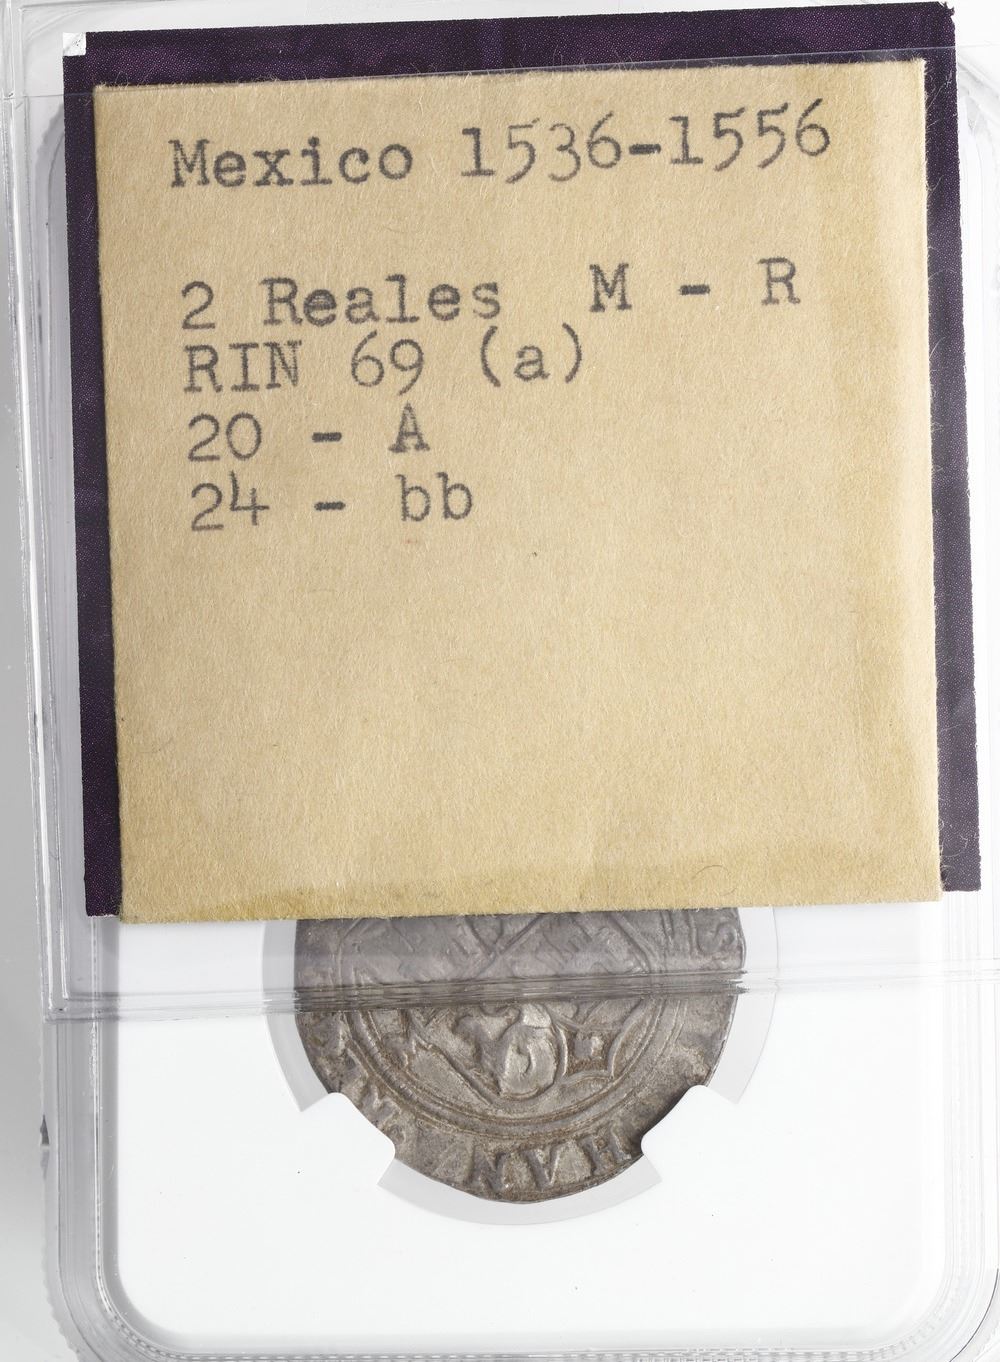 Mexico 1536-1556
2 Reales M - R
RIN 69 (a)
20 - A
24 - bb